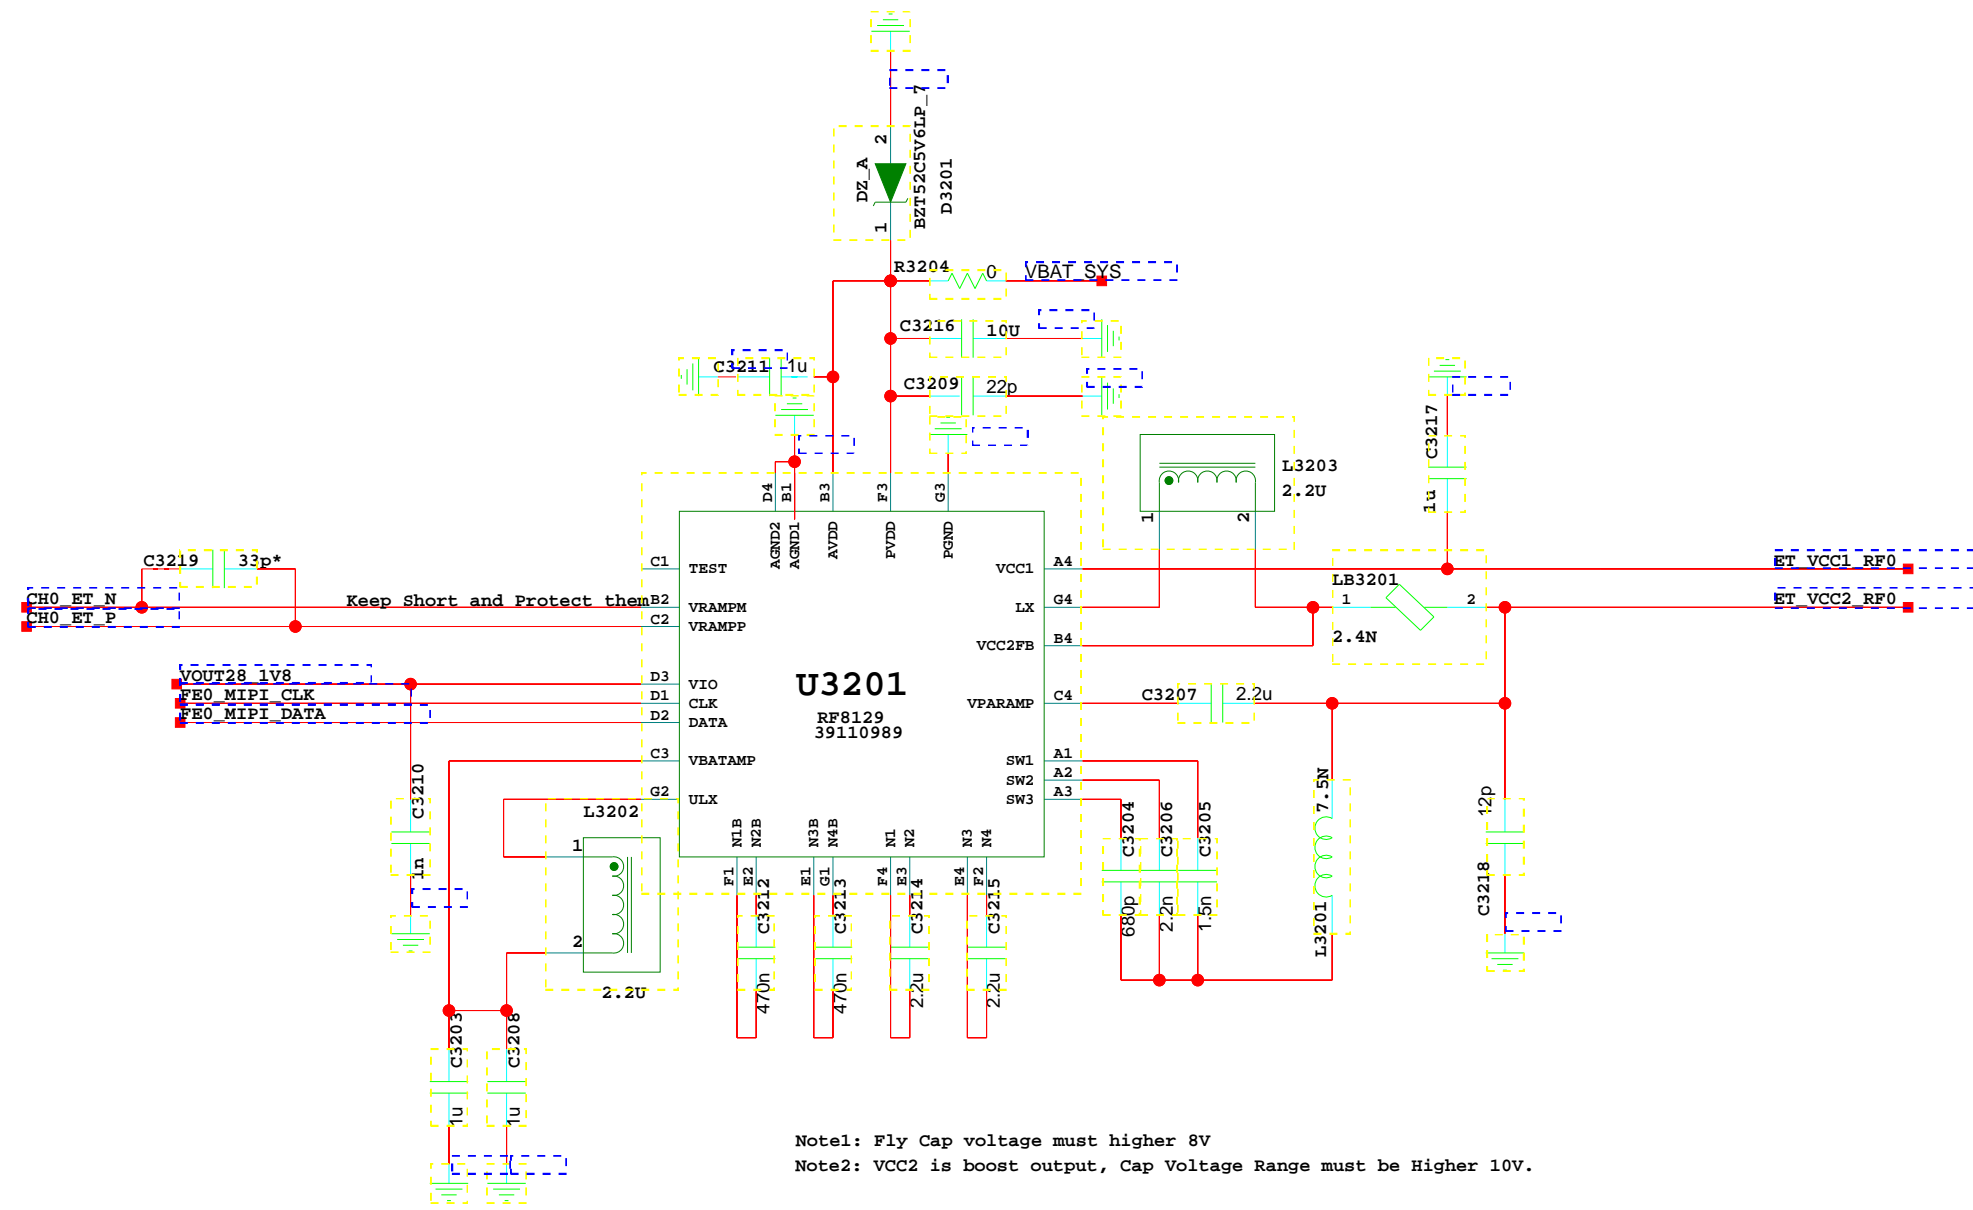 2
DZ_A
BZT52C5V6LP_7
D3201
1
R3204
0
VBAT_SYS
C3216
10U
C3211
1u
C3209
22p
C3217
1u
L3203
2.2U
1
2
D4
B1
B3
F3
G3
AGND2
AGND1
AVDD
PVDD
PGND
C3219
33p*
C1
TEST
VCC1
A4
LB3201
ET_VCC1_RF0
CH0_ET_N
Keep Short and Protect them
B2
VRAMPM
LX
G4
1
2
ET_VCC2_RF0
CH0_ET_P
C2
VRAMPP
2.4N
VCC2FB
B4
VOUT28_1V8
D3
VIO
U3201
FE0_MIPI_CLK
D1
CLK
C3207
2.2u
VPARAMP
C4
FE0_MIPI_DATA
D2
DATA
RF8129
39110989
C3
VBATAMP
SW1
A1
SW2
A2
G2
ULX
SW3
A3
C3210
1n
L3202
1
2
2.2U
N1B
N2B
N3B
N4B
N1
N2
N3
N4
F1
E2
E1
G1
F4
E3
E4
F2
C3212
C3213
C3214
C3215
470n
470n
2.2u
2.2u
C3204
C3206
C3205
680p
2.2n
1.5n
7.5N
L3201
12p
C3218
C3203
C3208
1u
1u
Note1: Fly Cap voltage must higher 8V
Note2: VCC2 is boost output, Cap Voltage Range must be Higher 10V.